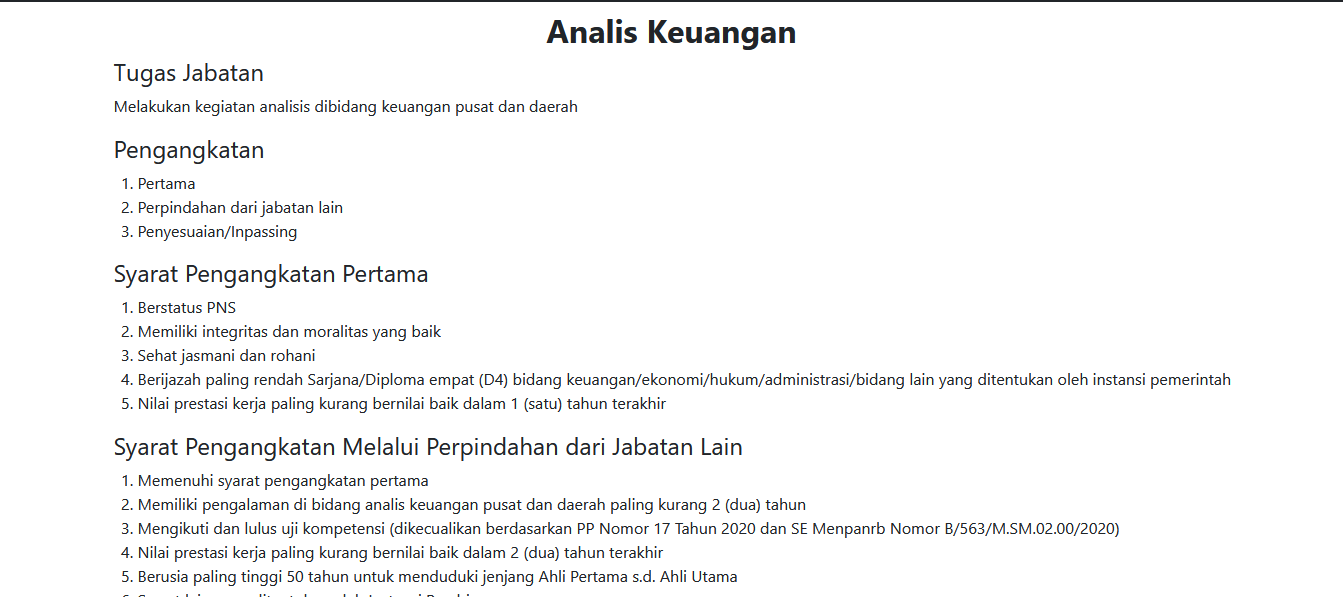 Analis Keuangan
Tugas Jabatan
Melakukan kegiatan analisis dibidang keuangan pusat dan daerah
Pengangkatan
1. Pertama
2. Perpindahan dari jabatan lain
3. Penyesuaian/Inpassing
Syarat Pengangkatan Pertama
1. Berstatus PNS
2. Memiliki integritas dan moralitas yang baik
3. Sehat jasmani dan rohani
4. Berijazah paling rendah Sarjana/Diploma empat (D4) bidang keuangan/ekonomi/hukum/administrasi/bidang lain yang ditentukan oleh instansi pemerintah
5. Nilai prestasi kerja paling kurang bernilai baik dalam 1 (satu) tahun terakhir
Syarat Pengangkatan Melalui Perpindahan dari Jabatan Lain
1. Memenuhi syarat pengangkatan pertama
2. Memiliki pengalaman di bidang analis keuangan pusat dan daerah paling kurang 2 (dua) tahun
3. Mengikuti dan lulus uji kompetensi (dikecualikan berdasarkan PP Nomor 17 Tahun 2020 dan SE Menpanrb Nomor B/563/M.SM.02.00/2020)
4. Nilai prestasi kerja paling kurang bernilai baik dalam 2 (dua) tahun terakhir
5. Berusia paling tinggi 50 tahun untuk menduduki jenjang Ahli Pertama s.d. Ahli Utama